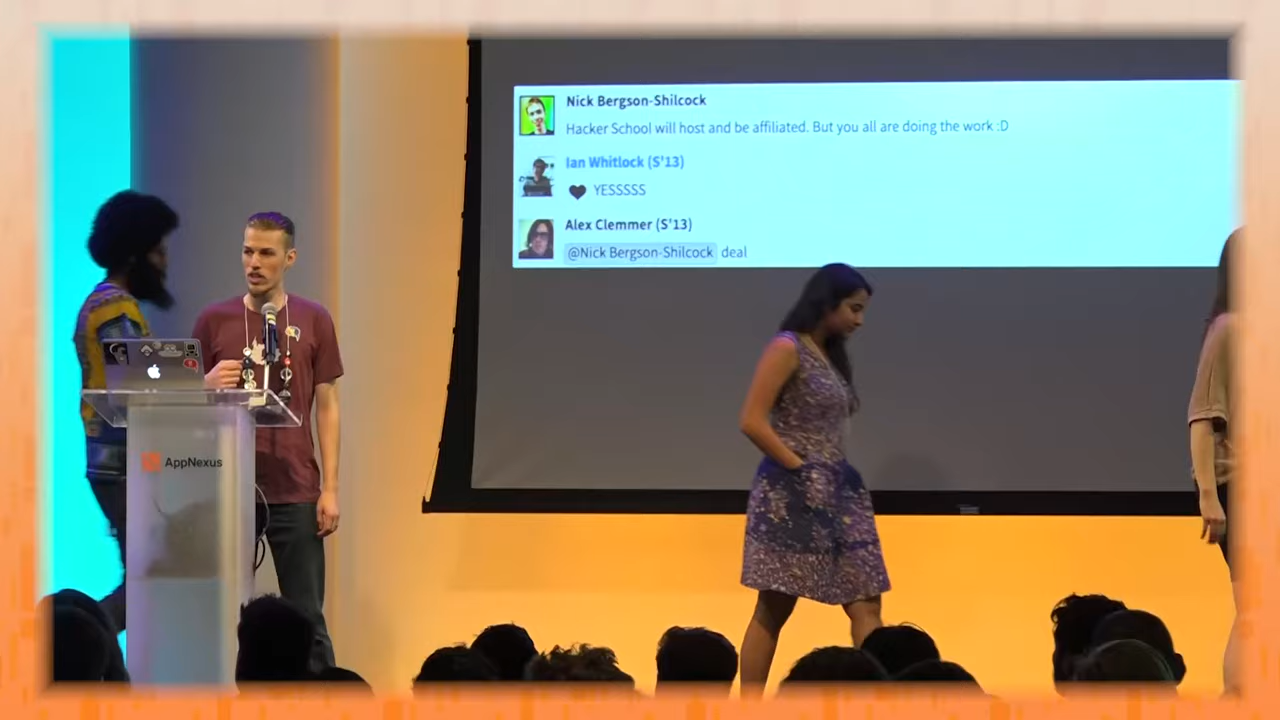 Nick Bergson-Shilcock
Hacker School will host and be affiliated. But you all are doing the work :D
Ian Whitlock (S'13)
♥ YESSSSS
Alex Clemmer (S'13)
@Nick Bergson-Shilcock deal
AppNexus